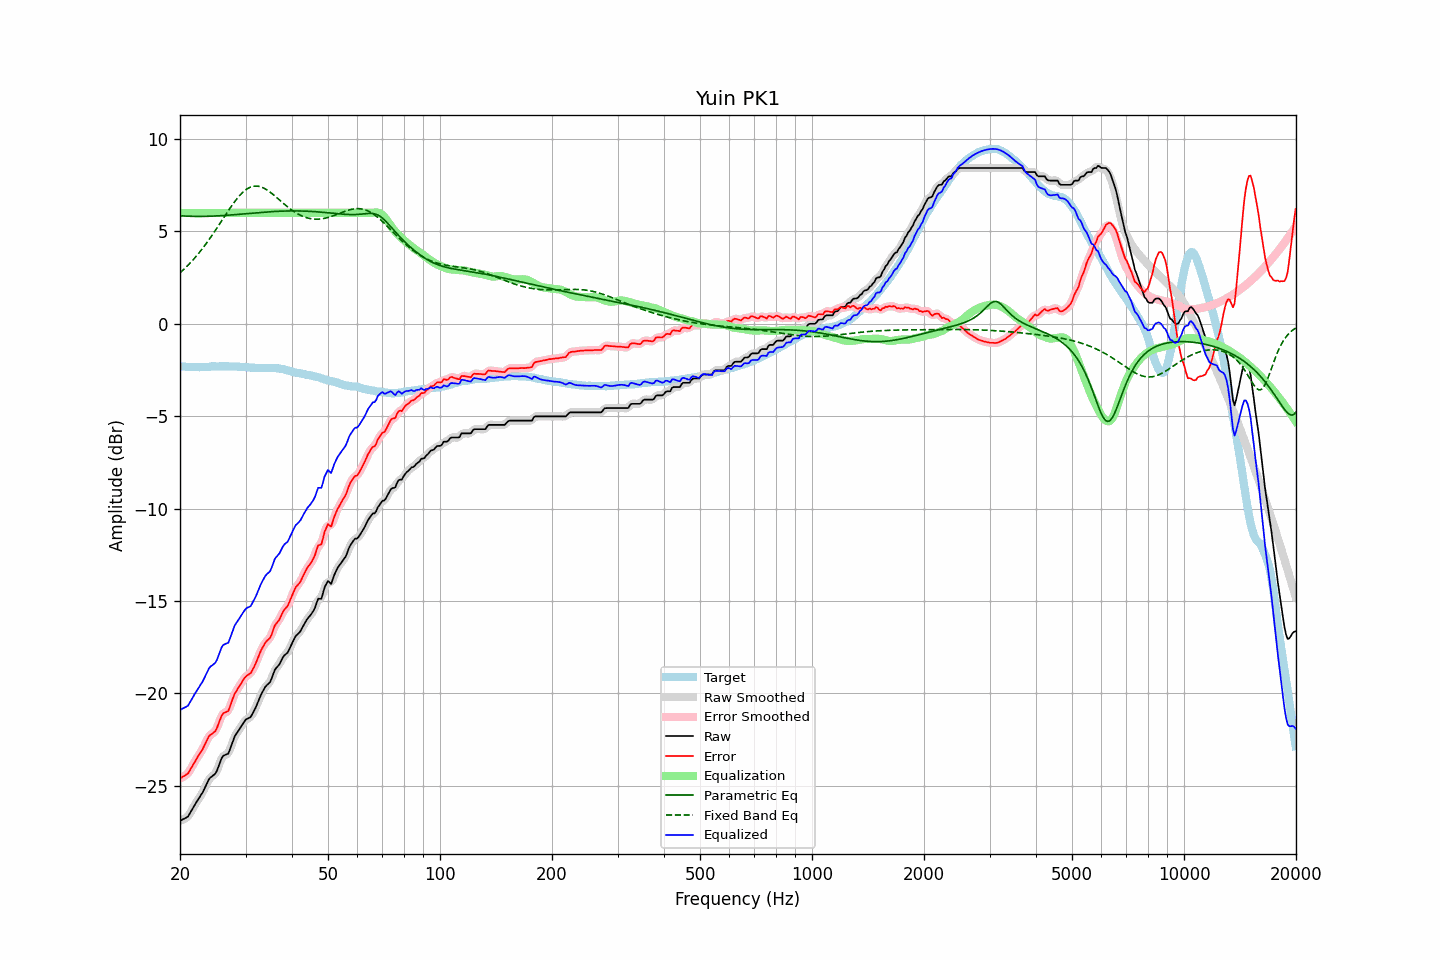 Yuin PK1
10
5
0
−5
−10
−15
−20
−25
Amplitude (dBr)
Target
Raw Smoothed
Error Smoothed
Raw
Error
Equalization
Parametric Eq
Fixed Band Eq
Equalized
20 50 100 200 500 1000 2000 5000 10000 20000
Frequency (Hz)